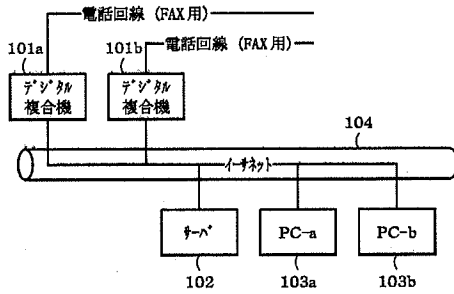 電話回線（FAX用）
101a
101b
電話回線（FAX用）
デジタル
複合機
デジタル
複合機
104
イーサネット
サーバ
PC-a
PC-b
102
103a
103b